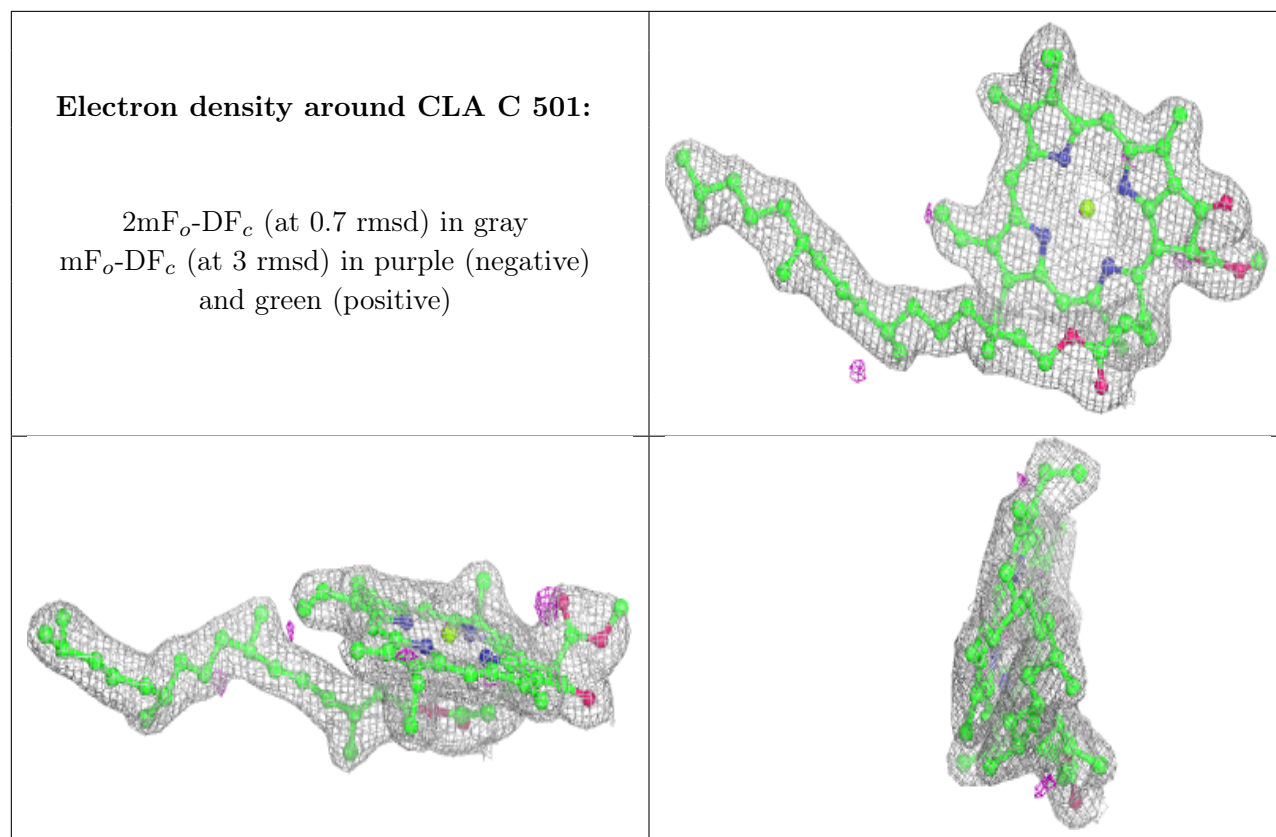 Electron density around CLA C 501:
2mFo-DFc (at 0.7 rmsd) in gray
mFo-DFc (at 3 rmsd) in purple (negative)
and green (positive)